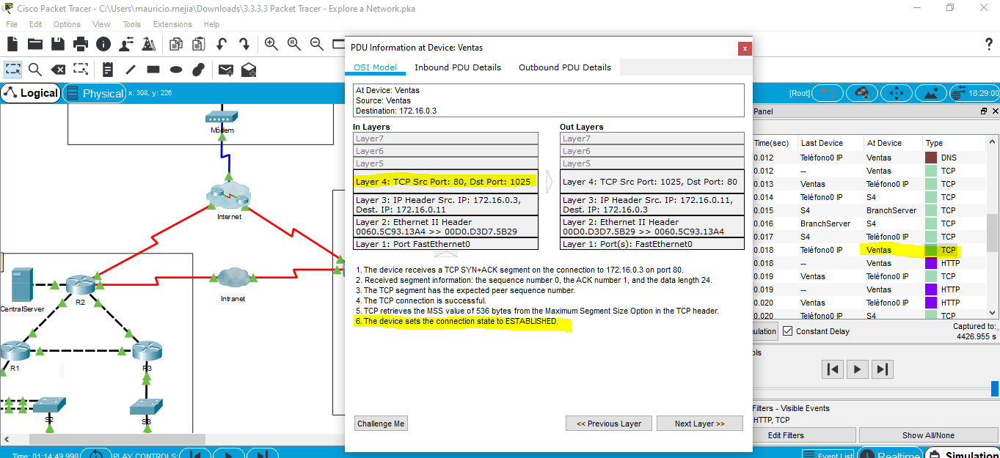 Cisco Packet Tracer - C:\Users\mauricio.mejia\Downloads\3.3.3.3 Packet Tracer - Explore a Network.pka
File Edit Options View Tools Extensions Help
?
Logical Physical x: 308, y: 226
[Root] 18:29:00
Módem
Internet
CentralServer
R2
Intranet
R1
R3
S2
S3
PDU Information at Device: Ventas
x
OSI Model Inbound PDU Details Outbound PDU Details
At Device: Ventas
Source: Ventas
Destination: 172.16.0.3
In Layers
Layer7
Layer6
Layer5
Layer 4: TCP Src Port: 80, Dst Port: 1025
Layer 3: IP Header Src. IP: 172.16.0.3,
Dest. IP: 172.16.0.11
Layer 2: Ethernet II Header
0060.5C93.13A4 >> 00D0.D3D7.5B29
Layer 1: Port FastEthernet0
Out Layers
Layer7
Layer6
Layer5
Layer 4: TCP Src Port: 1025, Dst Port: 80
Layer 3: IP Header Src. IP: 172.16.0.11,
Dest. IP: 172.16.0.3
Layer 2: Ethernet II Header
00D0.D3D7.5B29 >> 0060.5C93.13A4
Layer 1: Port(s): FastEthernet0
1. The device receives a TCP SYN+ACK segment on the connection to 172.16.0.3 on port 80.
2. Received segment information: the sequence number 0, the ACK number 1, and the data length 24.
3. The TCP segment has the expected peer sequence number.
4. The TCP connection is successful.
5. TCP retrieves the MSS value of 536 bytes from the Maximum Segment Size Option in the TCP header.
6. The device sets the connection state to ESTABLISHED.
Challenge Me << Previous Layer Next Layer >>
Panel
Time(sec) Last Device At Device Type
0.012 Teléfono0 IP Ventas DNS
0.012 -- Ventas TCP
0.013 Ventas Teléfono0 IP TCP
0.014 Teléfono0 IP S4 TCP
0.015 S4 BranchServer TCP
0.016 BranchServer S4 TCP
0.017 S4 Teléfono0 IP TCP
0.018 Teléfono0 IP Ventas TCP
0.018 -- Ventas HTTP
0.019 Ventas Teléfono0 IP TCP
0.019 -- Ventas HTTP
0.020 Ventas Teléfono0 IP HTTP
0.020 Teléfono0 IP S4 TCP
ulation Constant Delay
Captured to:
4426.955 s
ols
Filters - Visible Events
HTTP, TCP
Edit Filters Show All/None
Time: 01:14:49.998 PLAY CONTROLS:
Event List Realtime Simulation